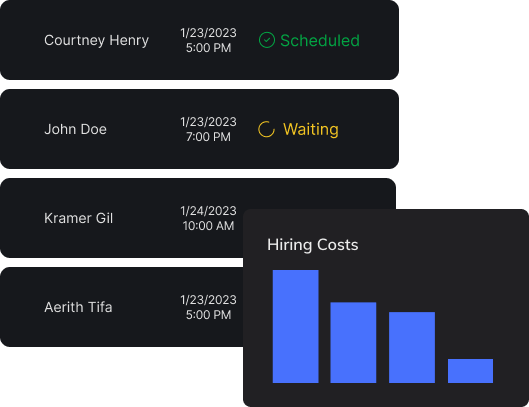 Courtney Henry
1/23/2023
5:00 PM
Scheduled
John Doe
1/23/2023
7:00 PM
Waiting
Kramer Gil
1/24/2023
10:00 AM
Aerith Tifa
1/23/2023
5:00 PM
Hiring Costs